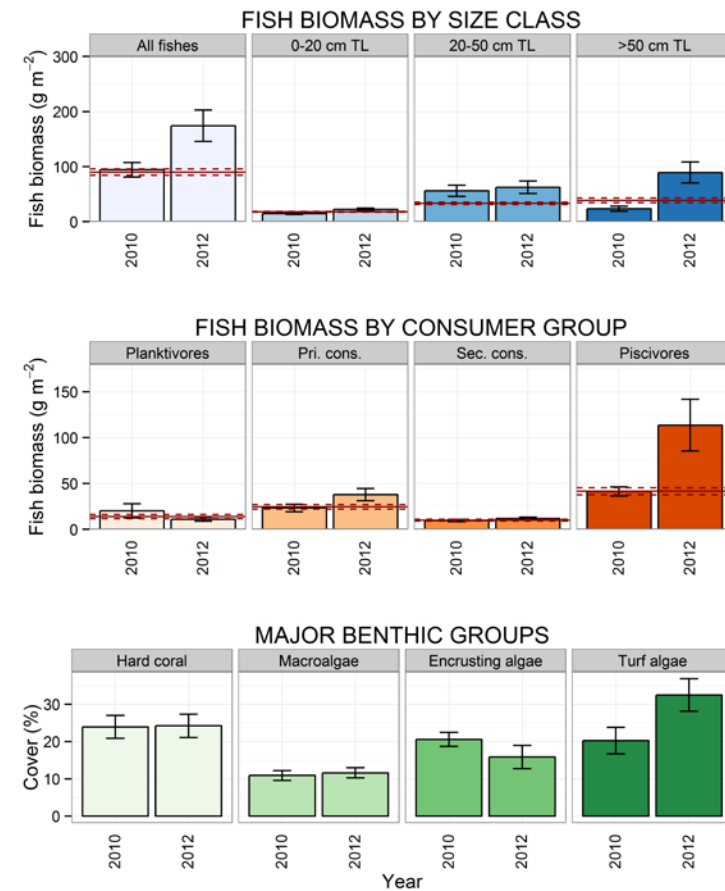 FISH BIOMASS BY SIZE CLASS
All fishes 0-20 cm TL 20-50 cm TL >50 cm TL
Fish biomass (g m⁻²)
300
200
100
0
2010 2012 2010 2012 2010 2012 2010 2012
FISH BIOMASS BY CONSUMER GROUP
Planktivores Pri. cons. Sec. cons. Piscivores
Fish biomass (g m⁻²)
150
100
50
0
2010 2012 2010 2012 2010 2012 2010 2012
MAJOR BENTHIC GROUPS
Hard coral Macroalgae Encrusting algae Turf algae
Cover (%)
30
20
10
0
2010 2012 2010 2012 2010 2012 2010 2012
Year